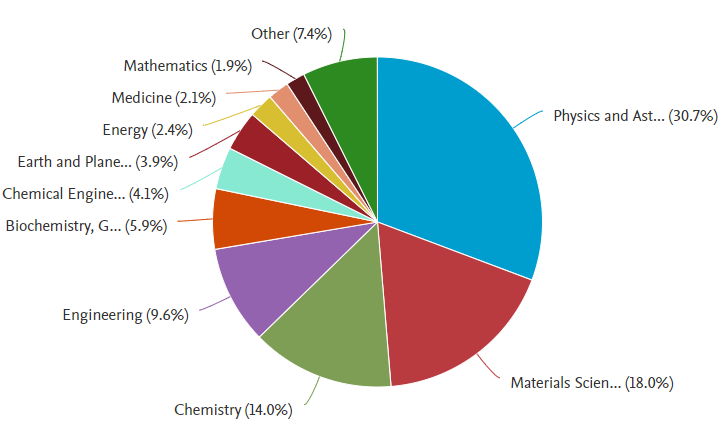 Other (7.4%)
Mathematics (1.9%)
Medicine (2.1%)
Energy (2.4%)
Earth and Plane... (3.9%)
Chemical Engine... (4.1%)
Biochemistry, G... (5.9%)
Engineering (9.6%)
Chemistry (14.0%)
Physics and Ast... (30.7%)
Materials Scien... (18.0%)